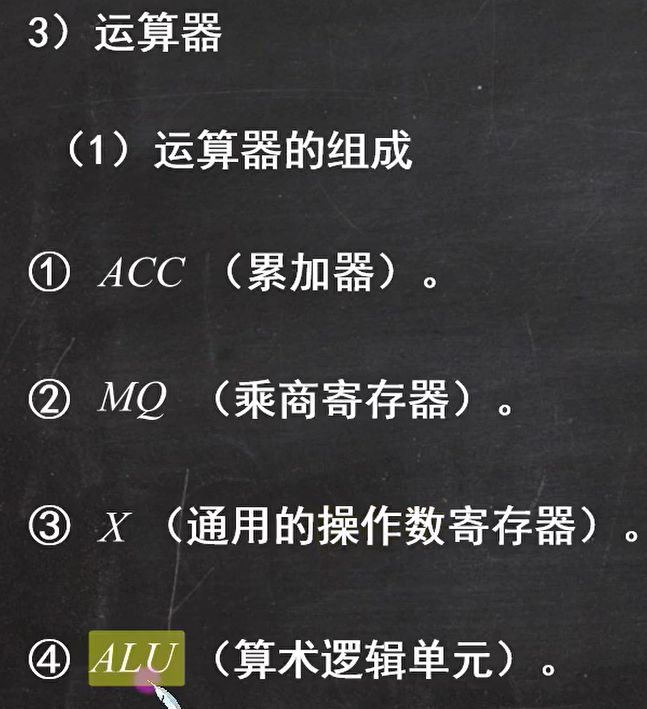 3）运算器
（1）运算器的组成
① ACC （累加器）。
② MQ （乘商寄存器）。
③ X （通用的操作数寄存器）。
④ ALU （算术逻辑单元）。